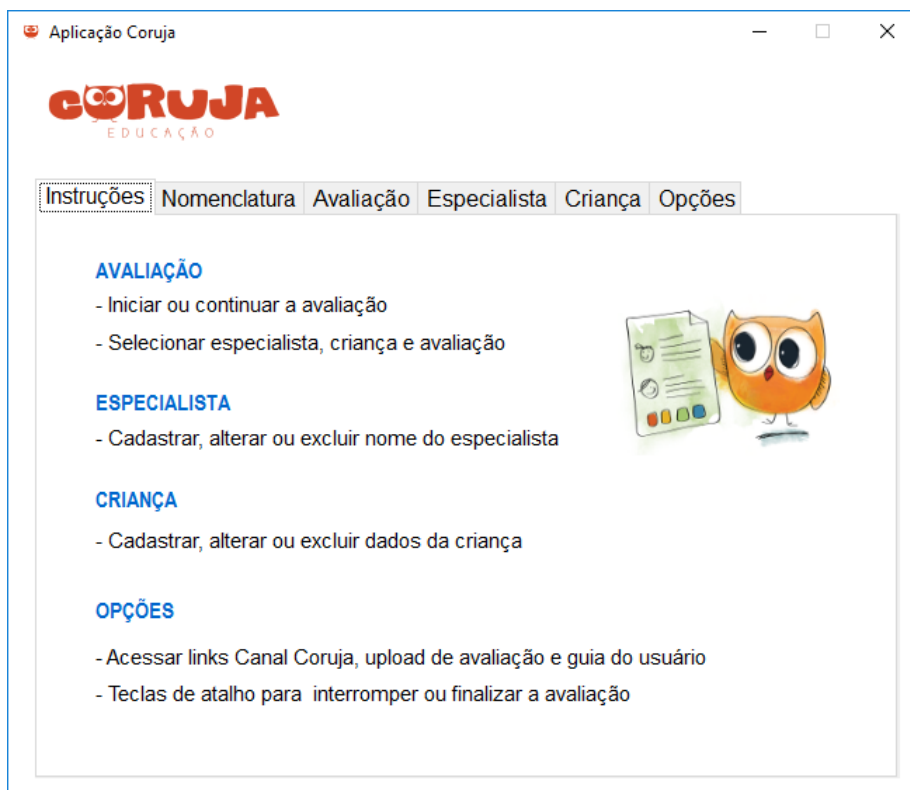 Aplicação Coruja
CORUJA
EDUCAÇÃO
Instruções Nomenclatura Avaliação Especialista Criança Opções
AVALIAÇÃO
- Iniciar ou continuar a avaliação
- Selecionar especialista, criança e avaliação
ESPECIALISTA
- Cadastrar, alterar ou excluir nome do especialista
CRIANÇA
- Cadastrar, alterar ou excluir dados da criança
OPÇÕES
- Acessar links Canal Coruja, upload de avaliação e guia do usuário
- Teclas de atalho para interromper ou finalizar a avaliação